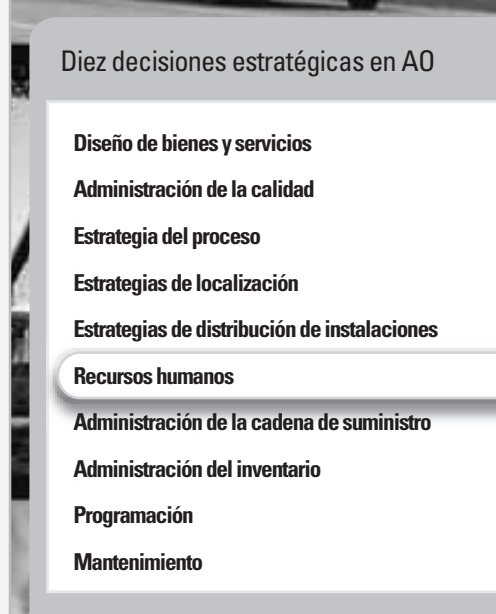 Diez decisiones estratégicas en AO
Diseño de bienes y servicios
Administración de la calidad
Estrategia del proceso
Estrategias de localización
Estrategias de distribución de instalaciones
Recursos humanos
Administración de la cadena de suministro
Administración del inventario
Programación
Mantenimiento